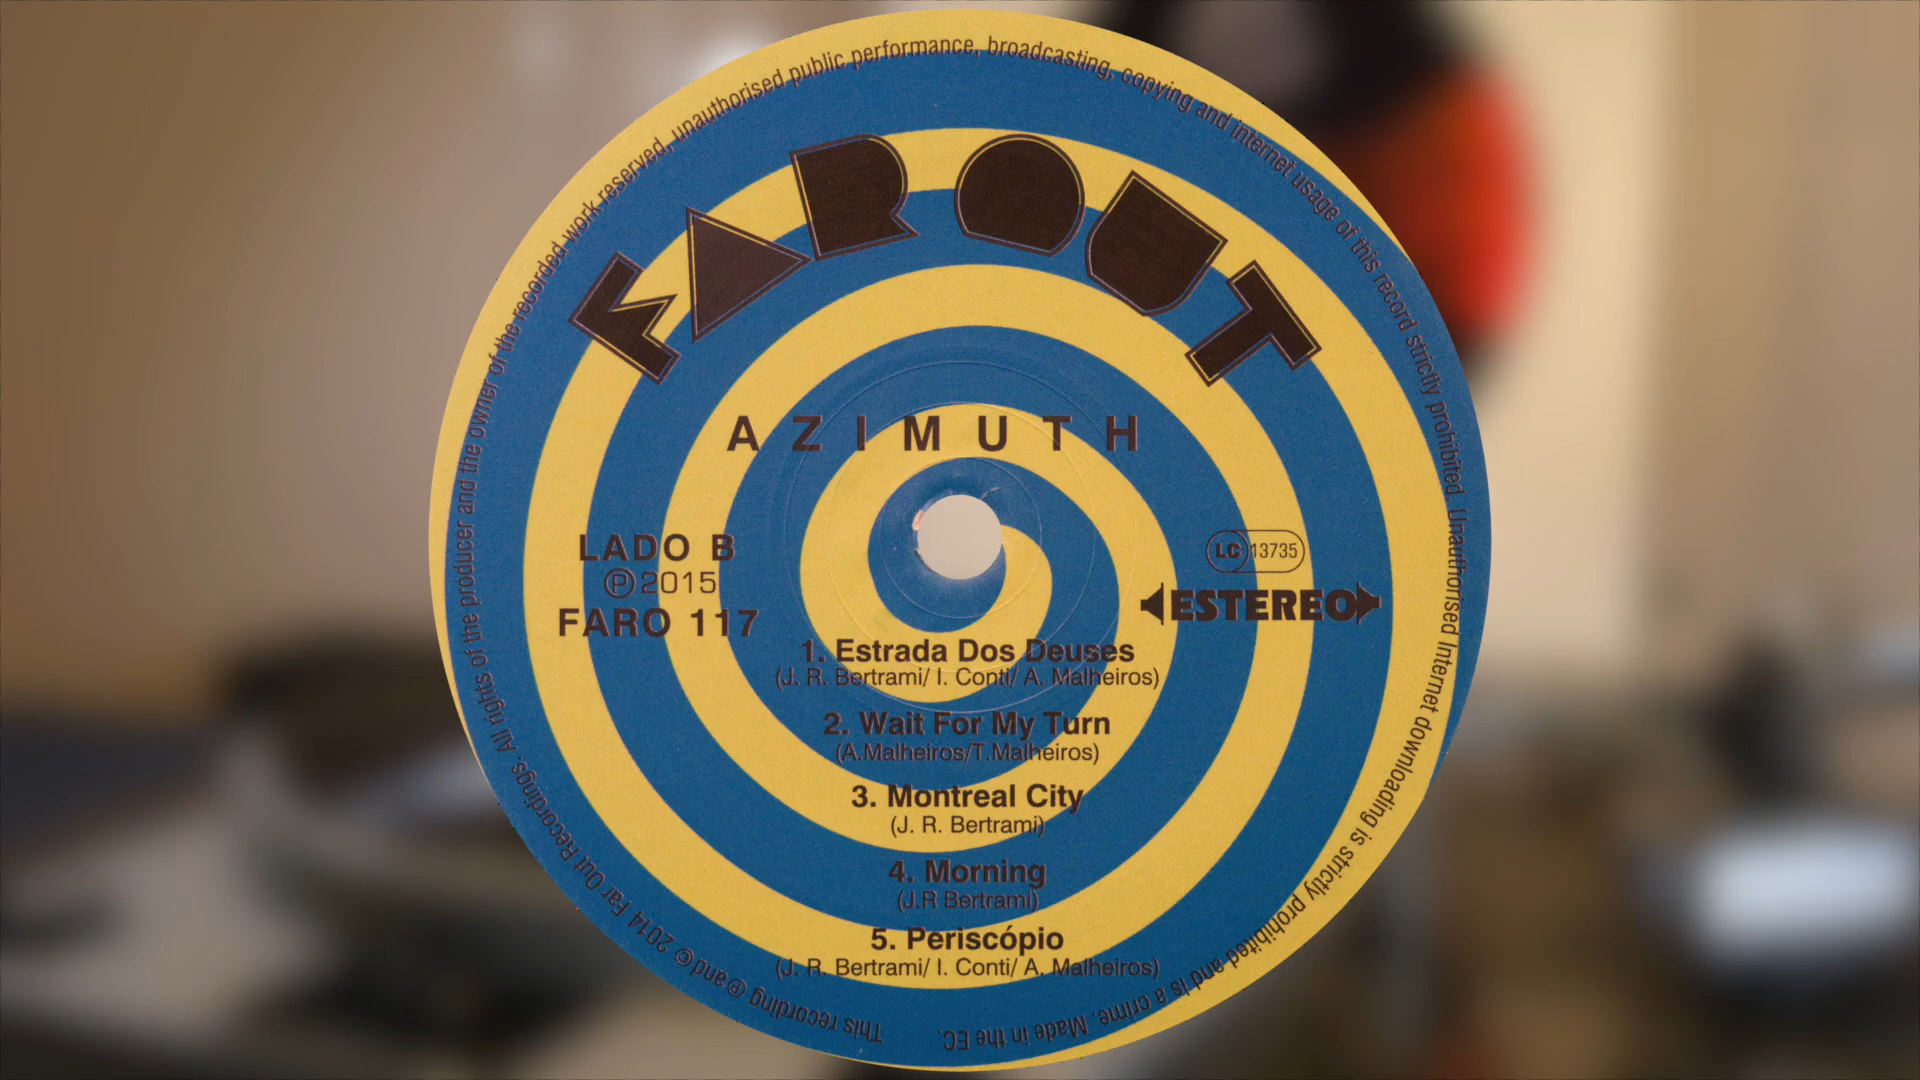 FAR OUT
AZIMUTH
LADO B
℗ 2015
FARO 117
LC 13735
ESTEREO
1. Estrada Dos Deuses
(J. R. Bertrami/ I. Conti/ A. Malheiros)
2. Wait For My Turn
(A.Malheiros/T.Malheiros)
3. Montreal City
(J. R. Bertrami)
4. Morning
(J.R Bertrami)
5. Periscópio
(J. R. Bertrami/ I. Conti/ A. Malheiros)
This recording ℗ and © 2014 Far Out Recordings. All rights of the producer and the owner of the recorded work reserved, unauthorised public performance, broadcasting, copying and internet usage of this record strictly prohibited. Unauthorised Internet downloading is strictly prohibited and is a crime. Made in the EC.